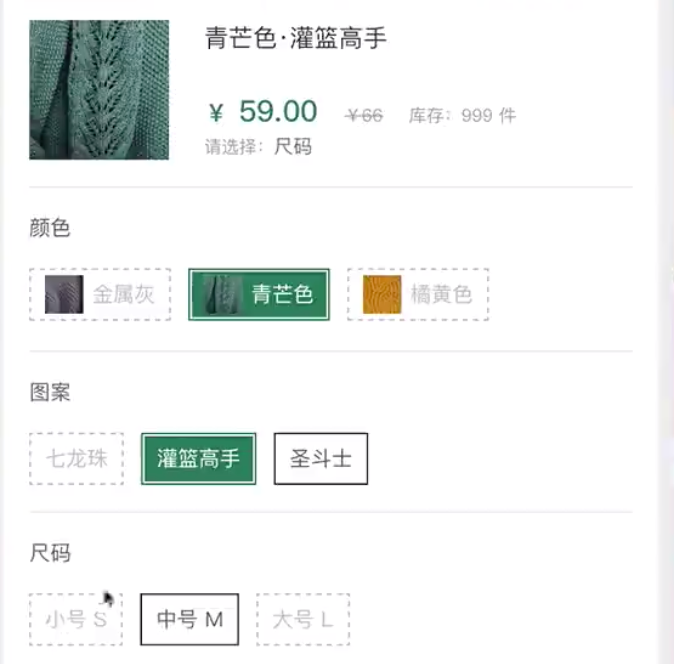 青芒色·灌篮高手
¥ 59.00 ¥66 库存：999 件
请选择：尺码
颜色
金属灰 青芒色 橘黄色
图案
七龙珠 灌篮高手 圣斗士
尺码
小号 S 中号 M 大号 L